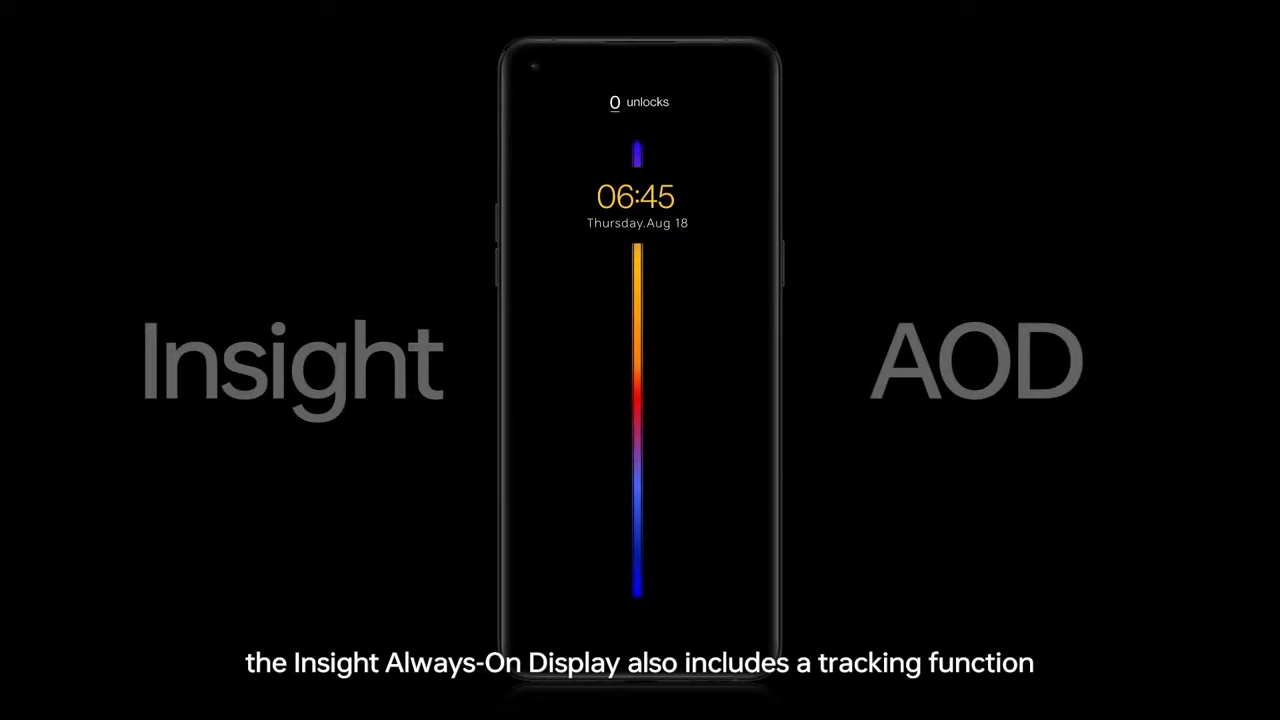 0 unlocks
06:45
Thursday.Aug 18
Insight AOD
the Insight Always-On Display also includes a tracking function